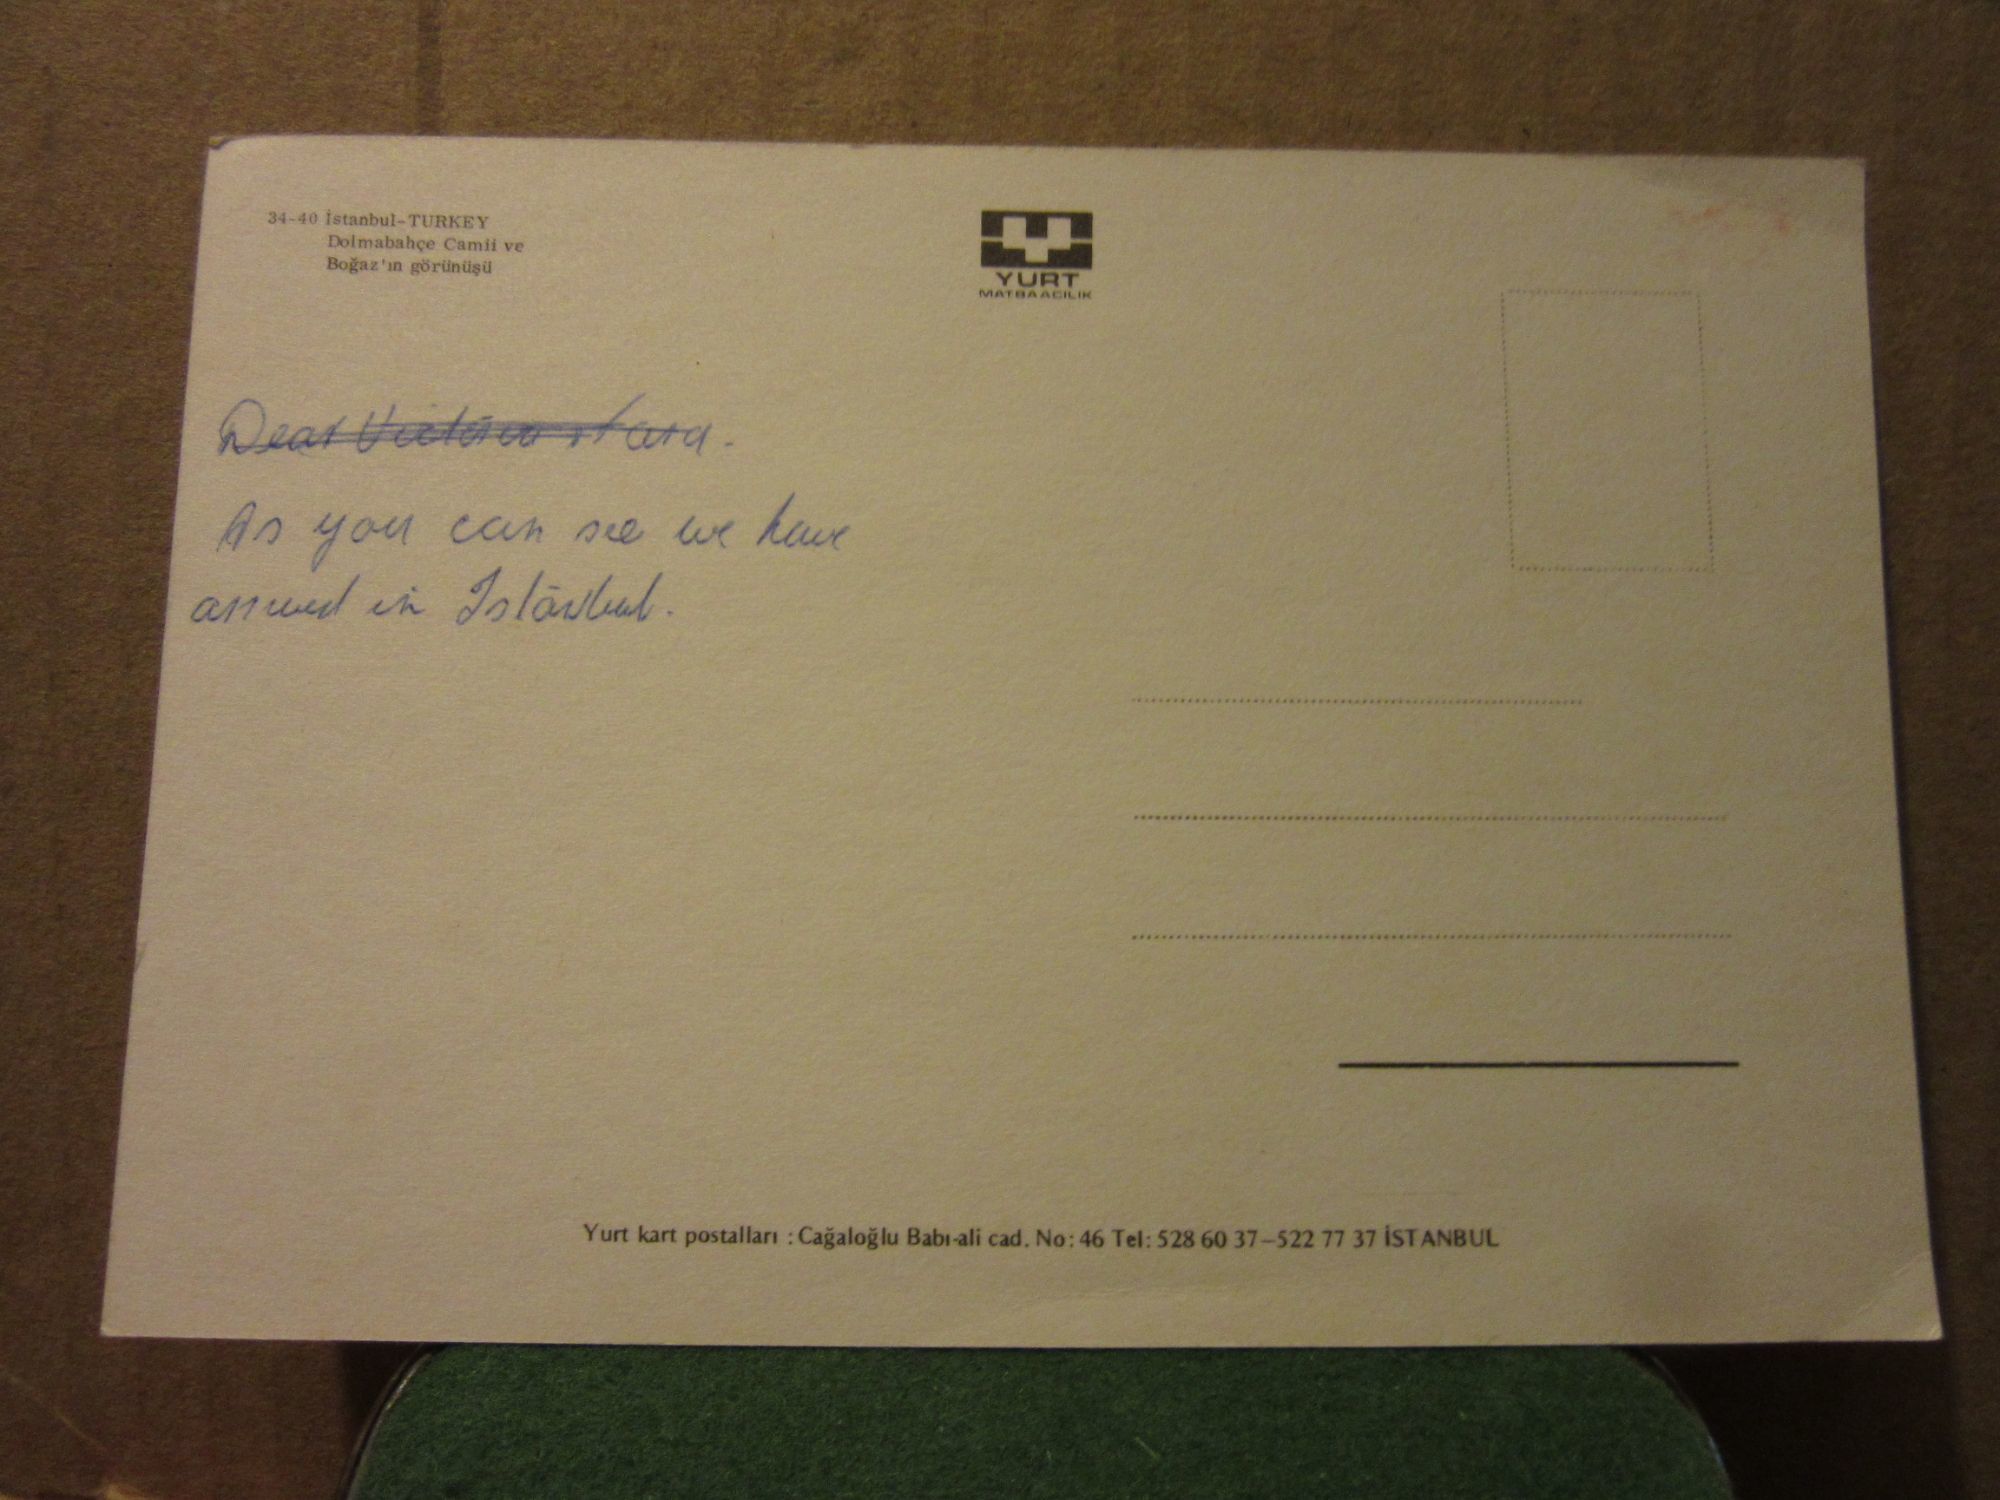 34-40 İstanbul-TURKEY
Dolmabahçe Camii ve
Boğaz'ın görünüşü
YURT
MATBAACILIK
Dear
As you can see we have
arrived in Istanbul.
Yurt kart postalları : Cağaloğlu Babı-ali cad. No: 46 Tel: 528 60 37–522 77 37 İSTANBUL